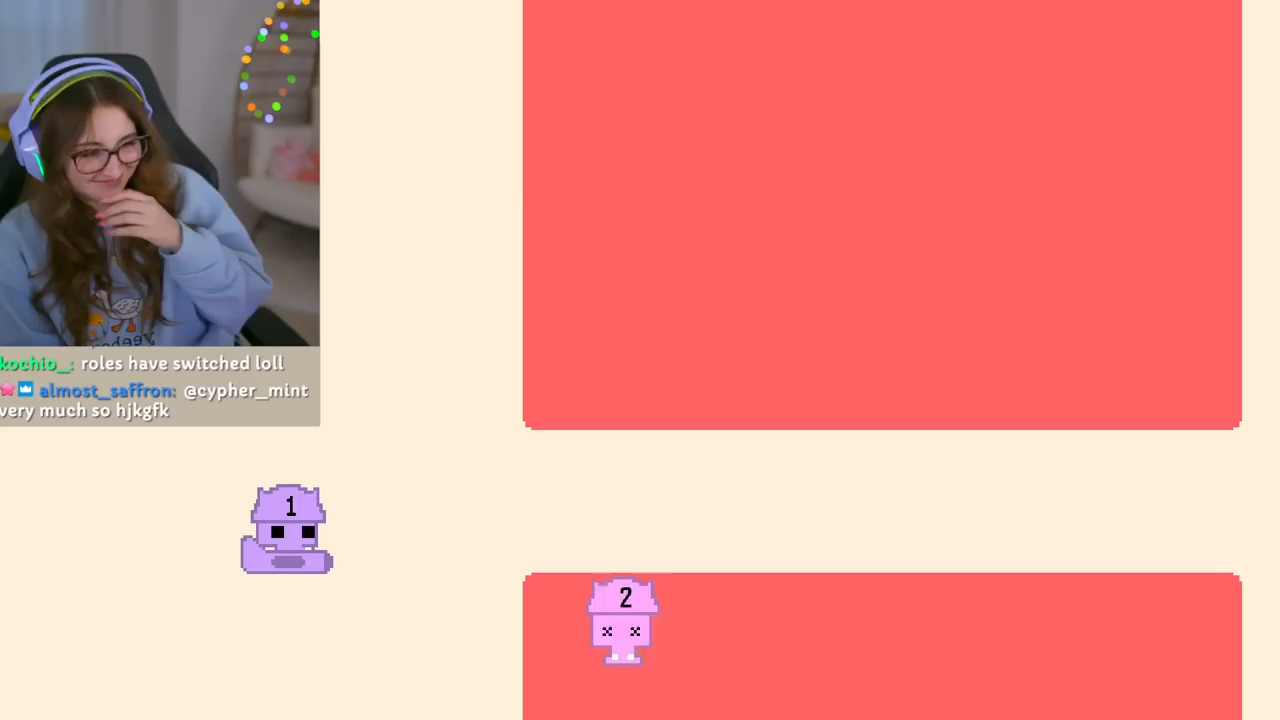 kochio_: roles have switched loll
almost_saffron: @cypher_mint
very much so hjkgfk
1
2